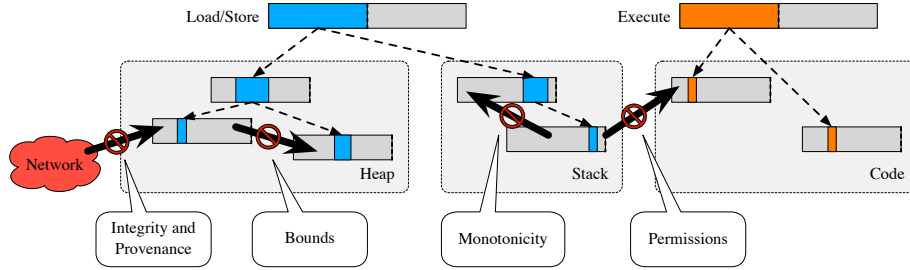 Load/Store
Execute
Network
Heap
Stack
Code
Integrity and
Provenance
Bounds
Monotonicity
Permissions